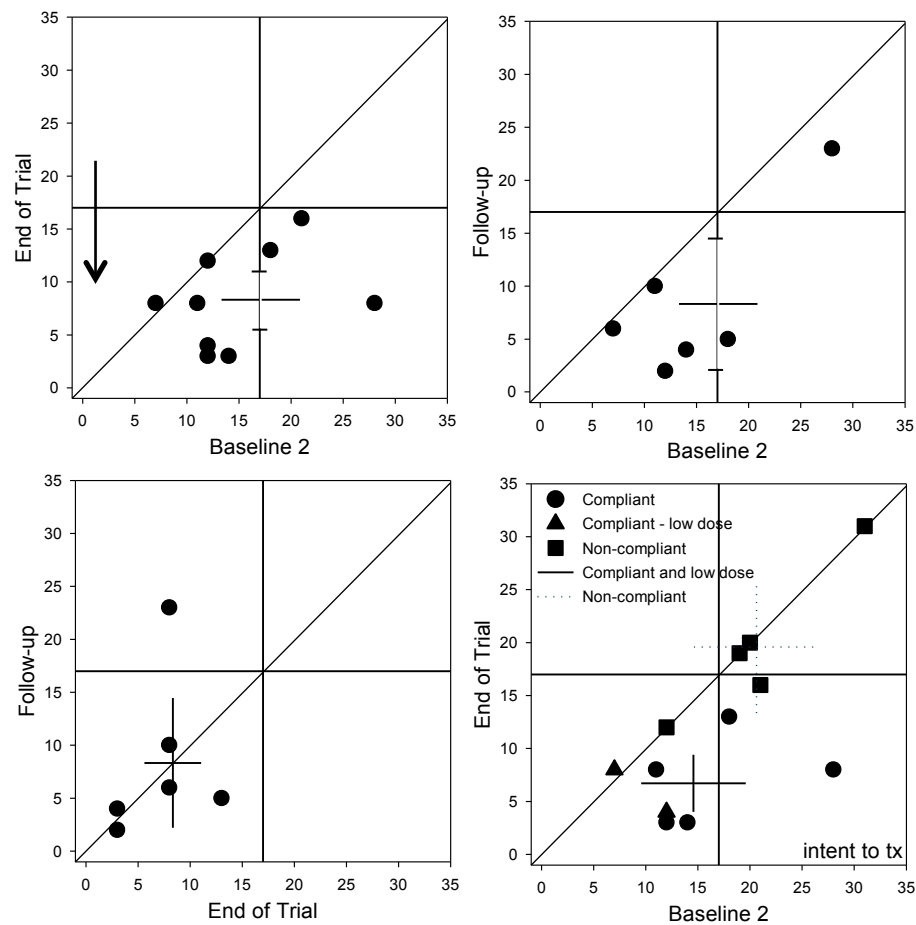 35
30
25
20
15
10
5
0
End of Trial
0 5 10 15 20 25 30 35
Baseline 2
35
30
25
20
15
10
5
0
Follow-up
0 5 10 15 20 25 30 35
Baseline 2
35
30
25
20
15
10
5
0
Follow-up
0 5 10 15 20 25 30 35
End of Trial
35
30
25
20
15
10
5
0
End of Trial
Compliant
Compliant - low dose
Non-compliant
Compliant and low dose
Non-compliant
intent to tx
0 5 10 15 20 25 30 35
Baseline 2